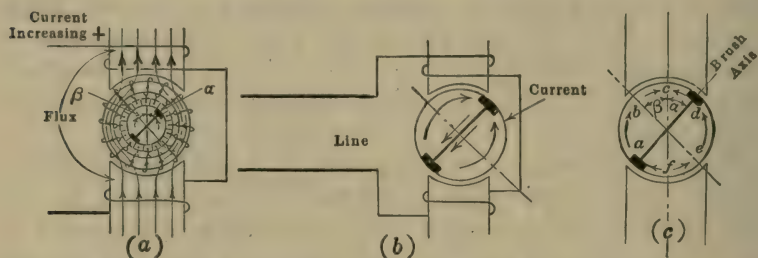 Current
Increasing +
β
α
Flux
(a)
Line
Current
(b)
Brush
Axis
c
b
β
α
d
a
e
f
(c)